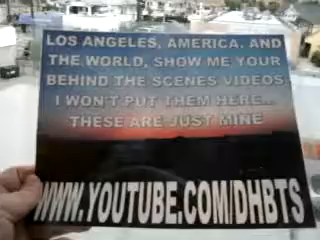 LOS ANGELES, AMERICA, AND
THE WORLD, SHOW ME YOUR
BEHIND THE SCENES VIDEOS
I WON'T PUT THEM HERE...
THESE ARE JUST MINE
WWW.YOUTUBE.COM/DHBTS